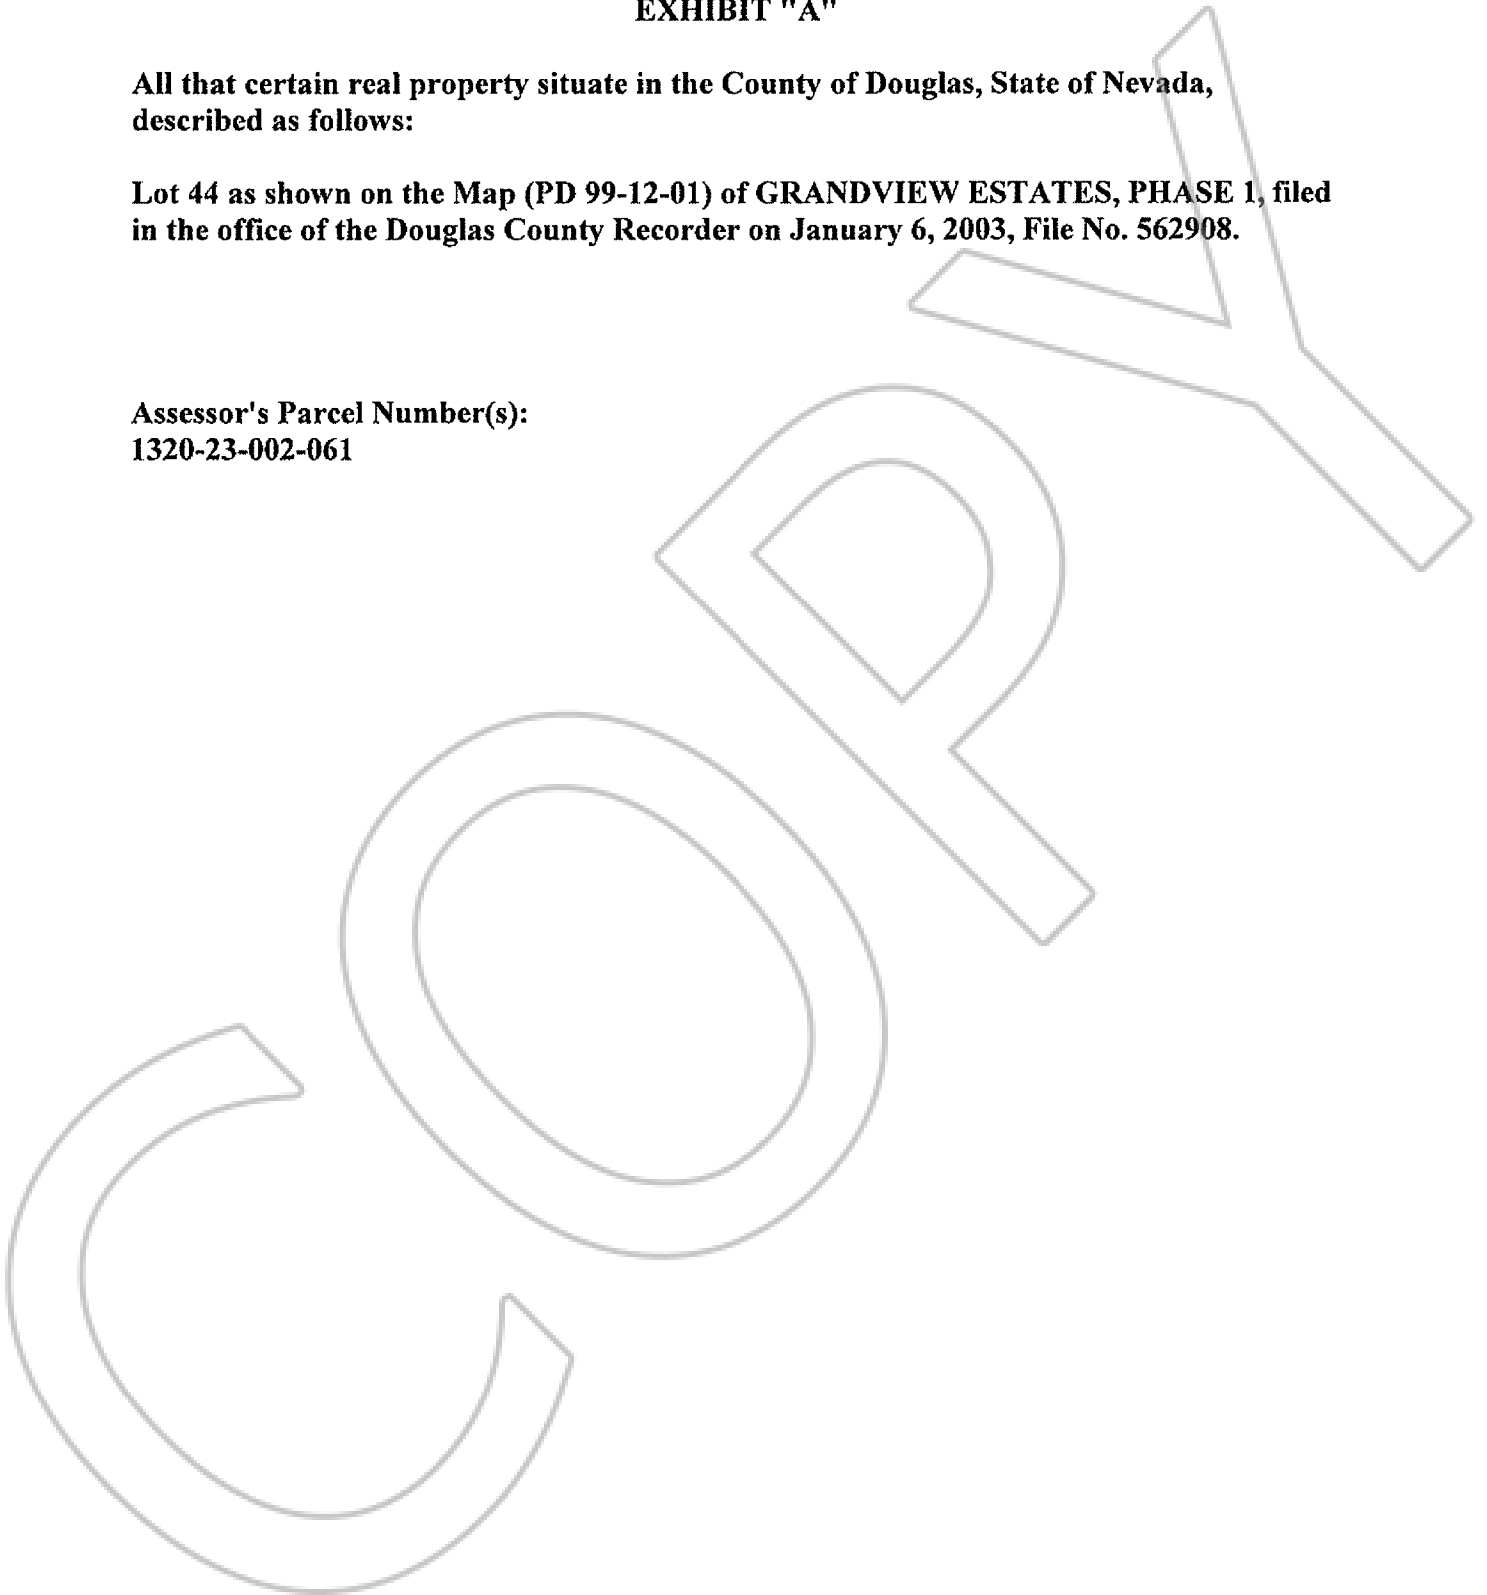 EXHIBIT "A"
All that certain real property situate in the County of Douglas, State of Nevada,
described as follows:
Lot 44 as shown on the Map (PD 99-12-01) of GRANDVIEW ESTATES, PHASE 1, filed
in the office of the Douglas County Recorder on January 6, 2003, File No. 562908.
Assessor's Parcel Number(s):
1320-23-002-061
COPY